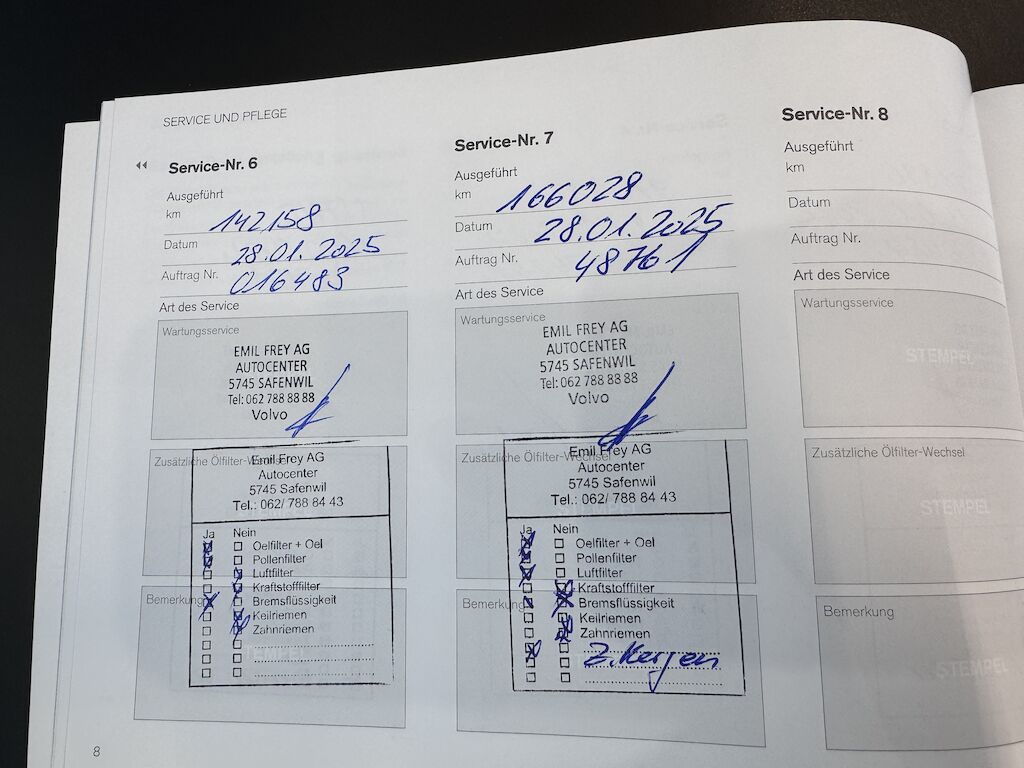 SERVICE UND PFLEGE
Service-Nr. 6
Ausgeführt
km 142158
Datum 28.01.2025
Auftrag Nr. 016483
Art des Service
Wartungsservice
EMIL FREY AG
AUTOCENTER
5745 SAFENWIL
Tel: 062 788 88 88
Volvo
Zusätzliche Ölfilter-Wechsel
Emil Frey AG
Autocenter
5745 Safenwil
Tel.: 062/ 788 84 43
Ja Nein
Oelfilter + Oel
Pollenfilter
Luftfilter
Kraftstofffilter
Bremsflüssigkeit
Keilriemen
Zahnriemen
Bemerkung
8
Service-Nr. 7
Ausgeführt
km 166028
Datum 28.01.2025
Auftrag Nr. 48761
Art des Service
Wartungsservice
EMIL FREY AG
AUTOCENTER
5745 SAFENWIL
Tel: 062 788 88 88
Volvo
Zusätzliche Ölfilter-Wechsel
Emil Frey AG
Autocenter
5745 Safenwil
Tel.: 062/ 788 84 43
Ja Nein
Oelfilter + Oel
Pollenfilter
Luftfilter
Kraftstofffilter
Bremsflüssigkeit
Keilriemen
Zahnriemen
Bemerkung
Service-Nr. 8
Ausgeführt
km
Datum
Auftrag Nr.
Art des Service
Wartungsservice
STEMPEL
Zusätzliche Ölfilter-Wechsel
STEMPEL
Bemerkung
STEMPEL